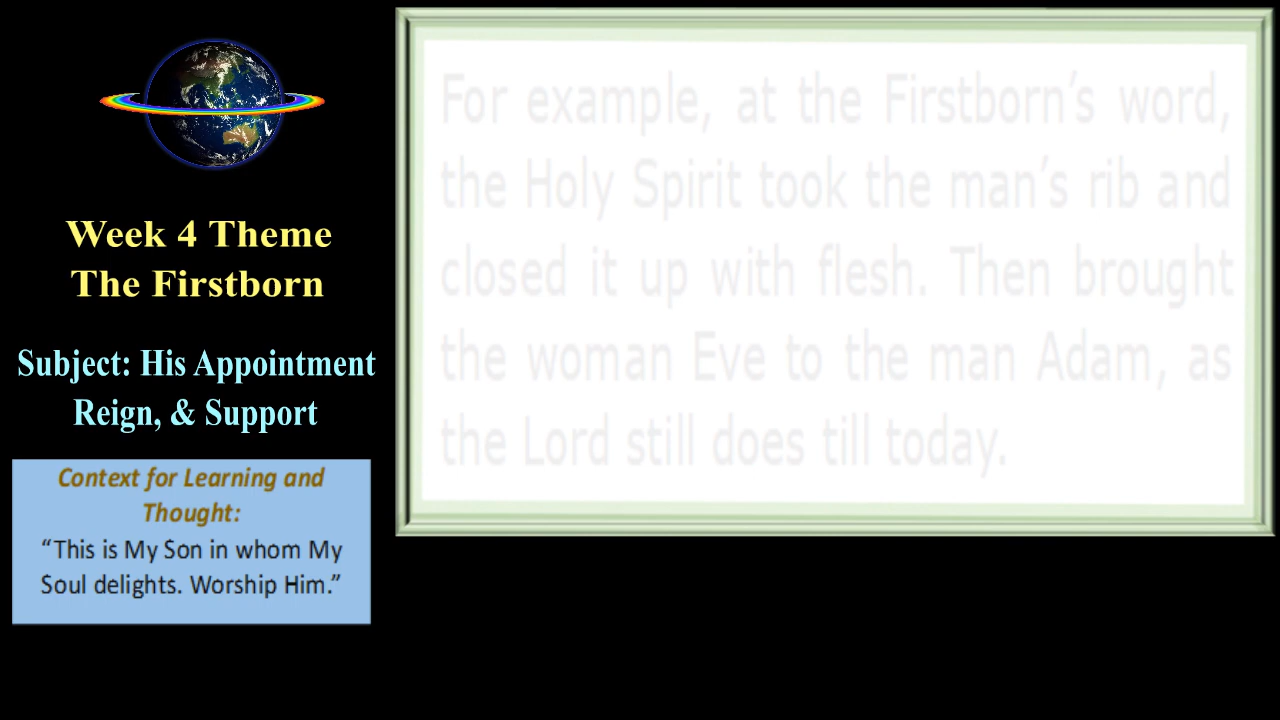 Week 4 Theme
The Firstborn
Subject: His Appointment
Reign, & Support
Context for Learning and
Thought:
“This is My Son in whom My
Soul delights. Worship Him.”
For example, at the Firstborn’s word,
the Holy Spirit took the man’s rib and
closed it up with flesh. Then brought
the woman Eve to the man Adam, as
the Lord still does till today.